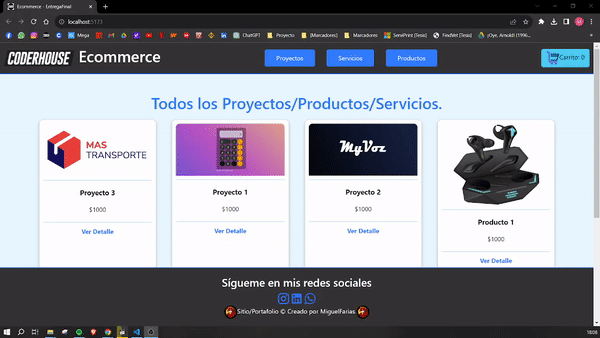 Ecommerce - EntregaFinal
localhost:5173
Mega
ChatGPT
Proyecto
[Marcadores]
Marcadores
ServiPrint [Tesis]
FindVet [Tesis]
¡Oye, Arnold! (1996...
CODERHOUSE Ecommerce
Proyectos
Servicios
Productos
Carrito: 0
Todos los Proyectos/Productos/Servicios.
MAS
TRANSPORTE
Proyecto 3
$1000
Ver Detalle
Proyecto 1
$1000
Ver Detalle
MyVoz
Proyecto 2
$1000
Ver Detalle
Producto 1
$1000
Ver Detalle
Sígueme en mis redes sociales
Sitio/Portafolio © Creado por MiguelFarias
18:08